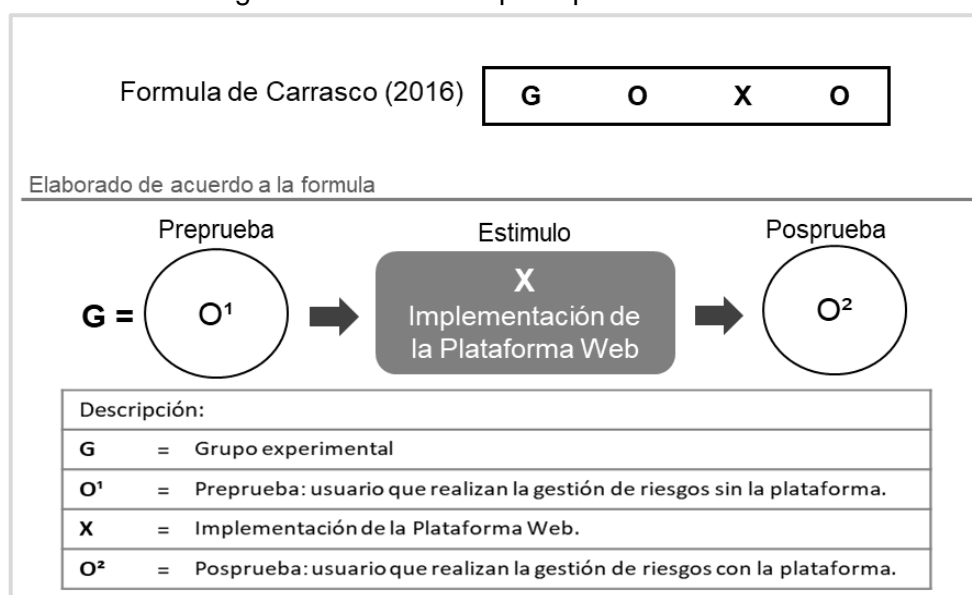 Formula de Carrasco (2016) G O X O
Elaborado de acuerdo a la formula
Preprueba Estimulo Posprueba
G = O¹
X
Implementación de
la Plataforma Web
O²
Descripción:
G = Grupo experimental
O¹ = Preprueba: usuario que realizan la gestión de riesgos sin la plataforma.
X = Implementación de la Plataforma Web.
O² = Posprueba: usuario que realizan la gestión de riesgos con la plataforma.